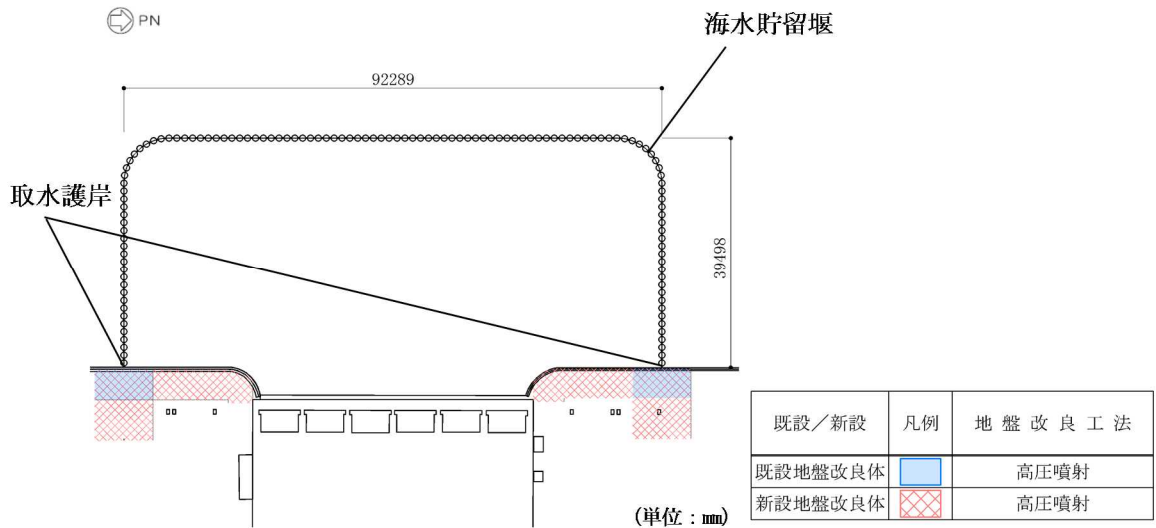 PN
海水貯留堰
92289
取水護岸
39498
既設／新設 凡例 地盤改良工法
既設地盤改良体 高圧噴射
新設地盤改良体 高圧噴射
(単位：㎜)